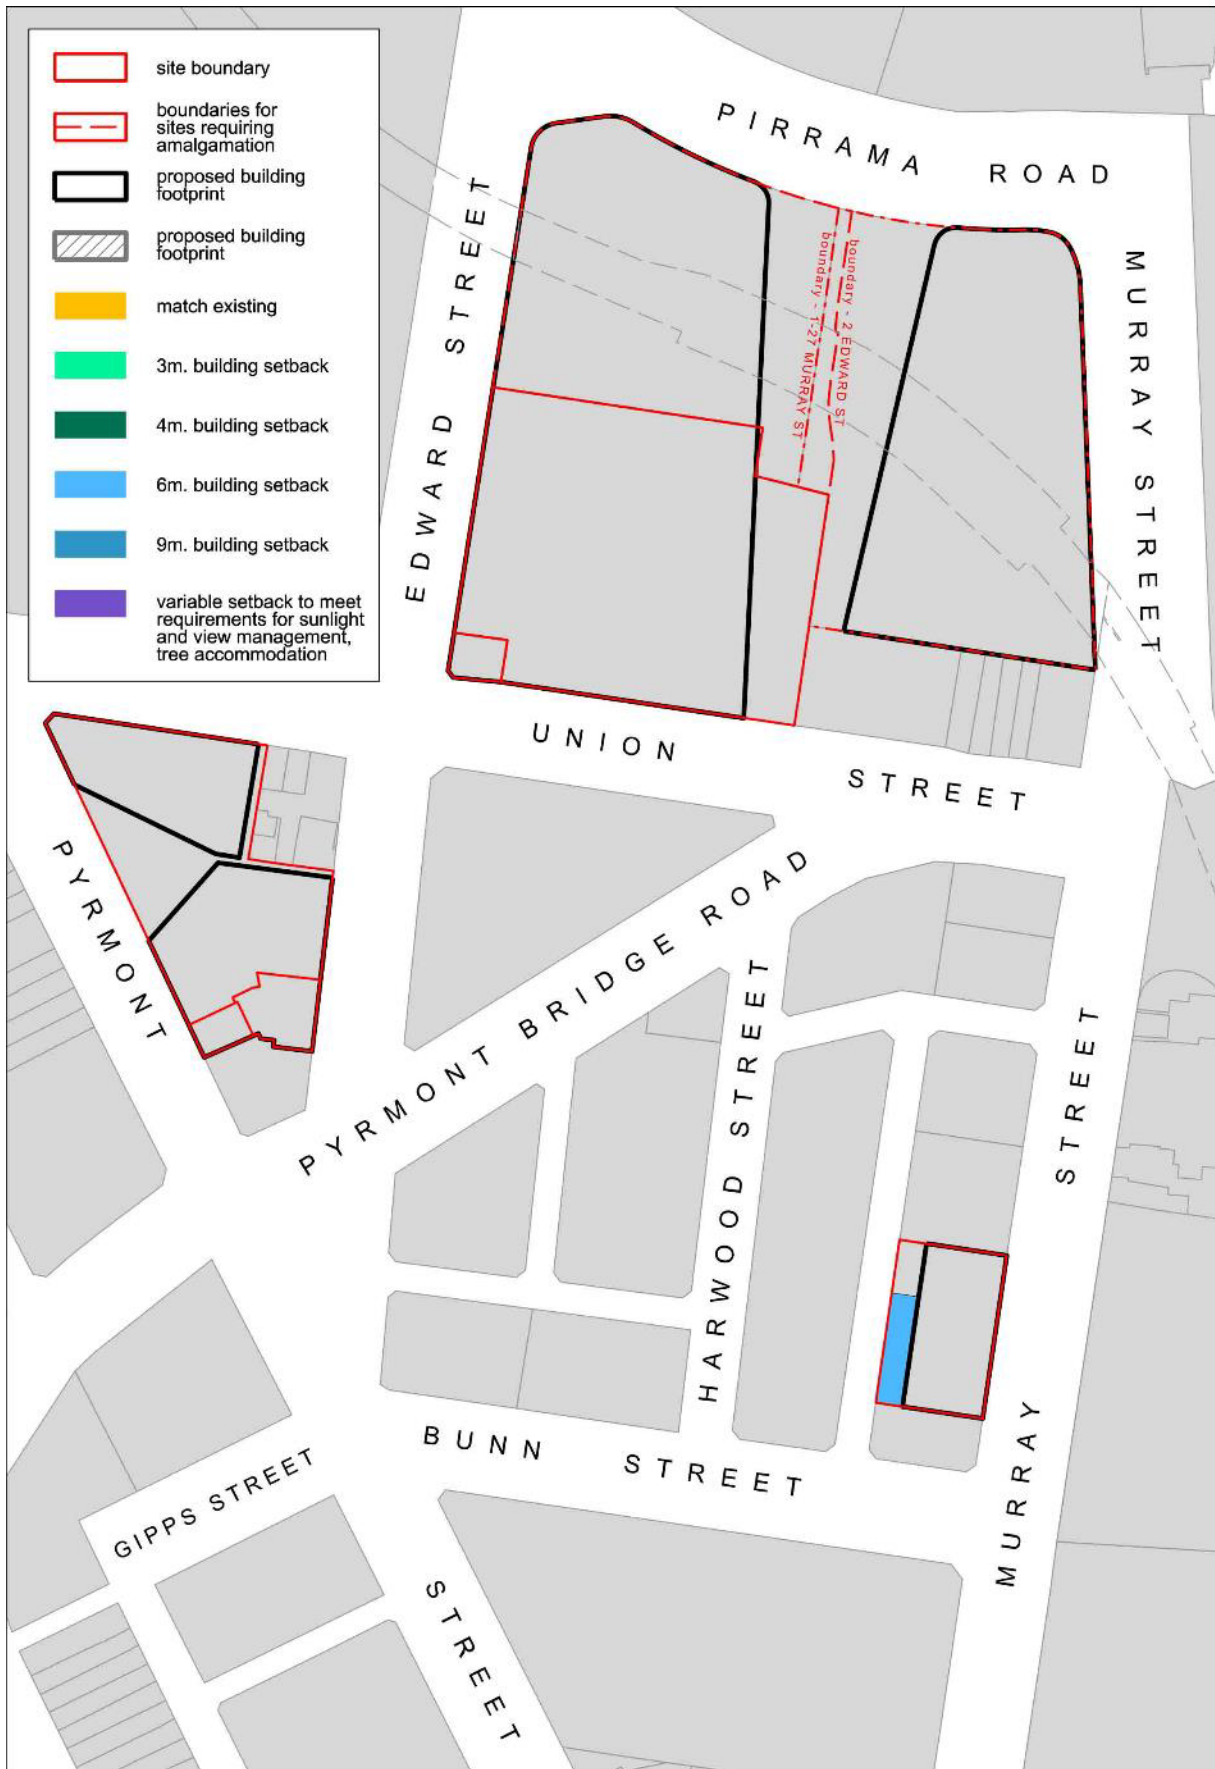 site boundary
boundaries for
sites requiring
amalgamation
proposed building
footprint
proposed building
footprint
match existing
3m. building setback
4m. building setback
6m. building setback
9m. building setback
variable setback to meet
requirements for sunlight
and view management,
tree accommodation
PIRRAMA ROAD
EDWARD STREET
MURRAY STREET
boundary - 1-27 MURRAY ST
boundary - 2 EDWARD ST
UNION STREET
PYRMONT
PYRMONT BRIDGE ROAD
HARWOOD STREET
STREET
MURRAY
BUNN STREET
GIPPS STREET
STREET